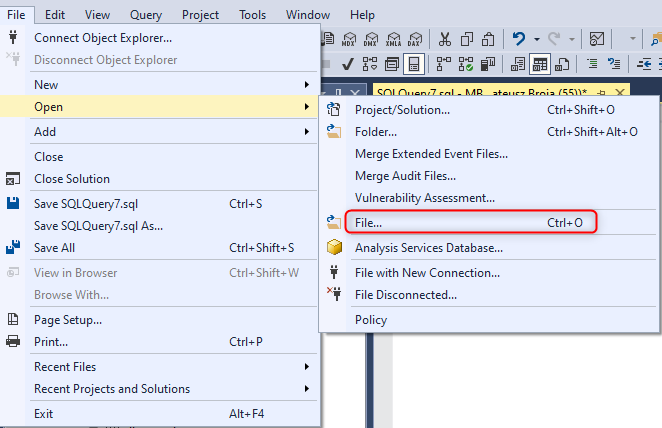 File Edit View Query Project Tools Window Help
MDX DMX XMLA DAX
SQLQuery7.sql - MB...ateusz Broja (55))*
Connect Object Explorer...
Disconnect Object Explorer
New
Open
Add
Close
Close Solution
Save SQLQuery7.sql Ctrl+S
Save SQLQuery7.sql As...
Save All Ctrl+Shift+S
View in Browser Ctrl+Shift+W
Browse With...
Page Setup...
Print... Ctrl+P
Recent Files
Recent Projects and Solutions
Exit Alt+F4
Project/Solution... Ctrl+Shift+O
Folder... Ctrl+Shift+Alt+O
Merge Extended Event Files...
Merge Audit Files...
Vulnerability Assessment...
File... Ctrl+O
Analysis Services Database...
File with New Connection...
File Disconnected...
Policy